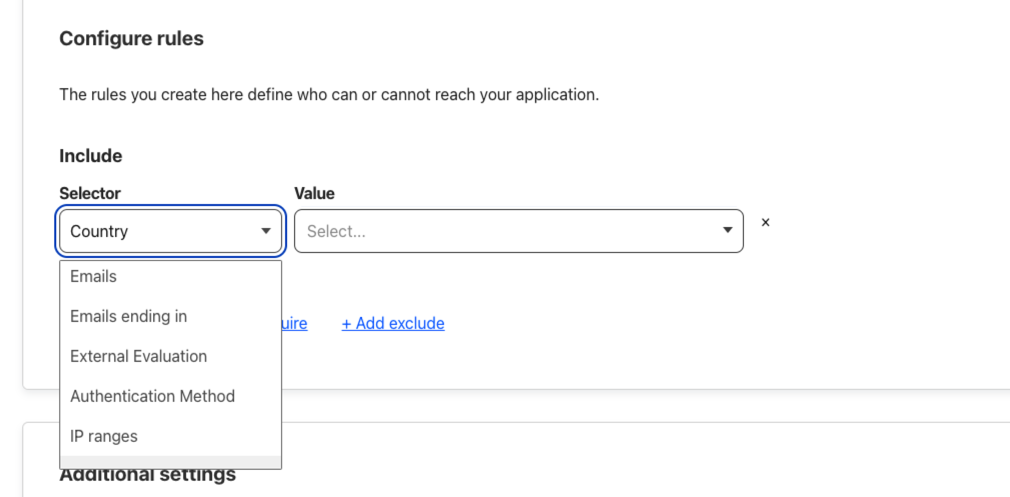 Configure rules
The rules you create here define who can or cannot reach your application.
Include
Selector Value
Country Select... ×
Emails
Emails ending in
uire + Add exclude
External Evaluation
Authentication Method
IP ranges
Additional settings